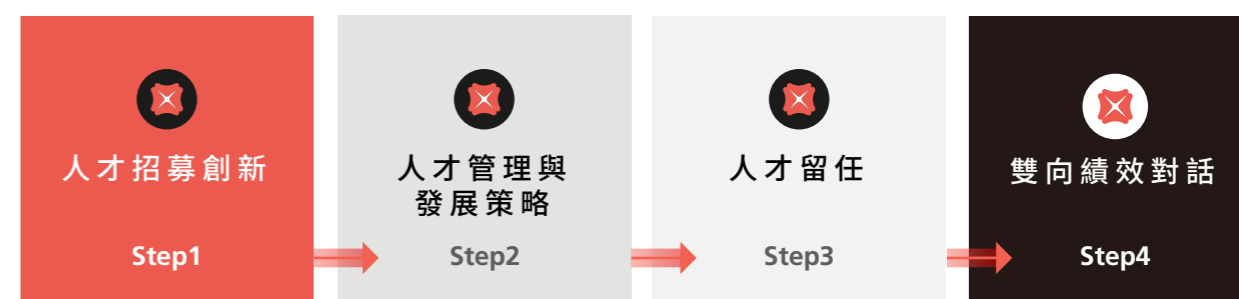 人才招募創新
Step1
人才管理與
發展策略
Step2
人才留任
Step3
雙向績效對話
Step4